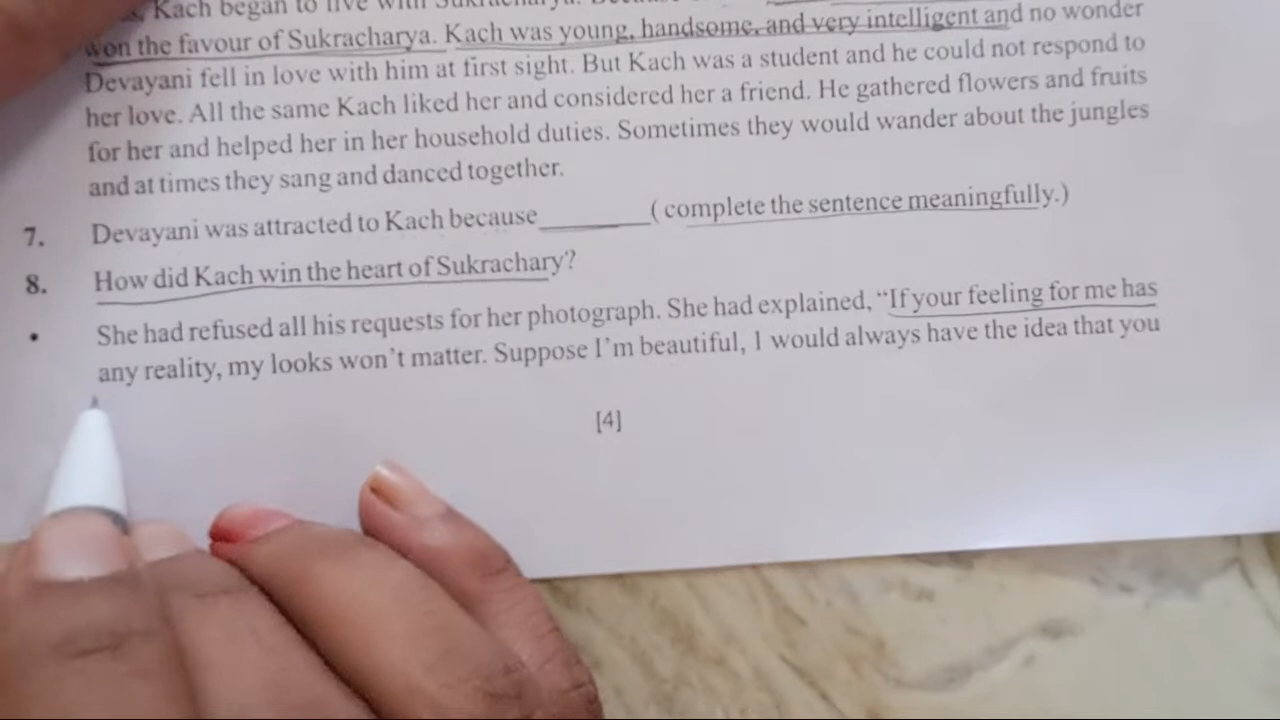 Kach began to live with Sukracharya.
won the favour of Sukracharya. Kach was young, handsome, and very intelligent and no wonder
Devayani fell in love with him at first sight. But Kach was a student and he could not respond to
her love. All the same Kach liked her and considered her a friend. He gathered flowers and fruits
for her and helped her in her household duties. Sometimes they would wander about the jungles
and at times they sang and danced together.
7. Devayani was attracted to Kach because_______( complete the sentence meaningfully.)
8. How did Kach win the heart of Sukrachary?
• She had refused all his requests for her photograph. She had explained, “If your feeling for me has
any reality, my looks won’t matter. Suppose I’m beautiful, I would always have the idea that you
[4]